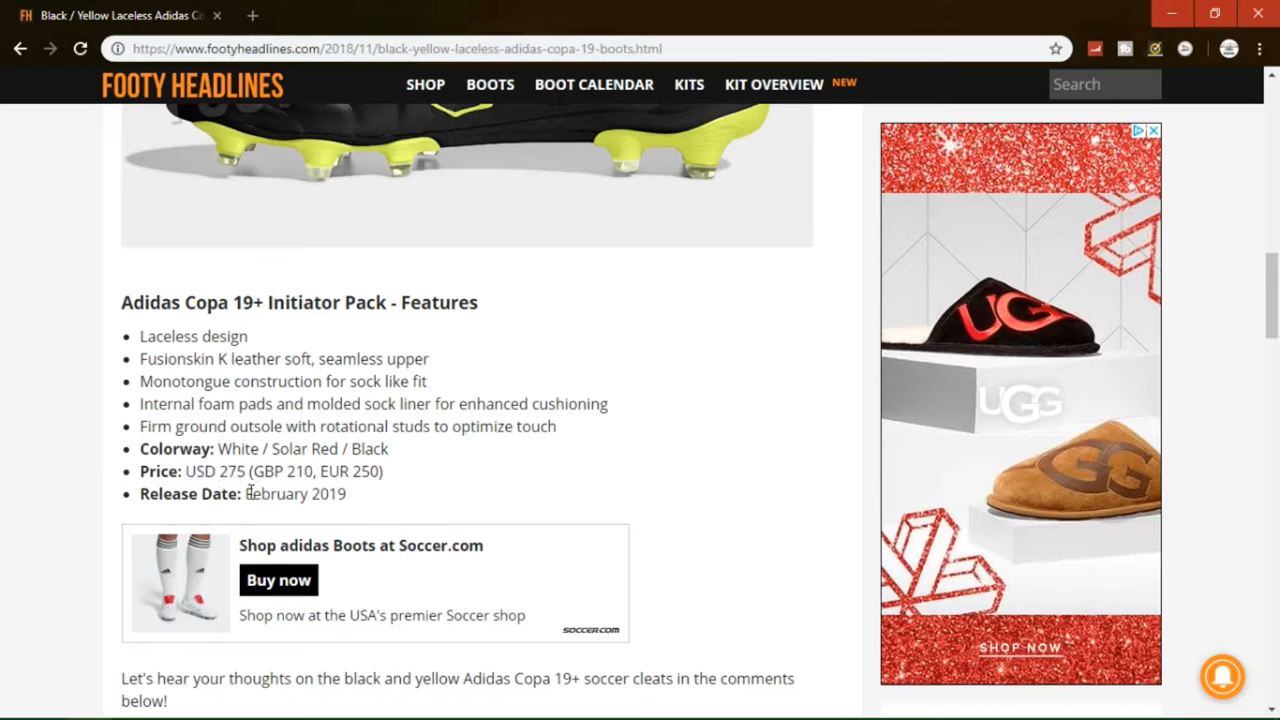 Black / Yellow Laceless Adidas Co
https://www.footyheadlines.com/2018/11/black-yellow-laceless-adidas-copa-19-boots.html
FOOTY HEADLINES
SHOP BOOTS BOOT CALENDAR KITS KIT OVERVIEW NEW
Search
Adidas Copa 19+ Initiator Pack - Features
Laceless design
Fusionskin K leather soft, seamless upper
Monotongue construction for sock like fit
Internal foam pads and molded sock liner for enhanced cushioning
Firm ground outsole with rotational studs to optimize touch
Colorway: White / Solar Red / Black
Price: USD 275 (GBP 210, EUR 250)
Release Date: February 2019
Shop adidas Boots at Soccer.com
Buy now
Shop now at the USA's premier Soccer shop
SOCCER.COM
Let's hear your thoughts on the black and yellow Adidas Copa 19+ soccer cleats in the comments
below!
UGG
UGG
SHOP NOW